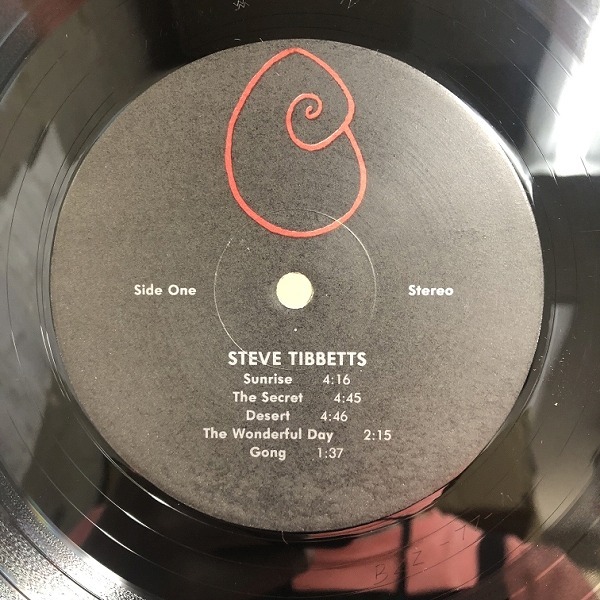 Side One
Stereo
STEVE TIBBETTS
Sunrise 4:16
The Secret 4:45
Desert 4:46
The Wonderful Day 2:15
Gong 1:37